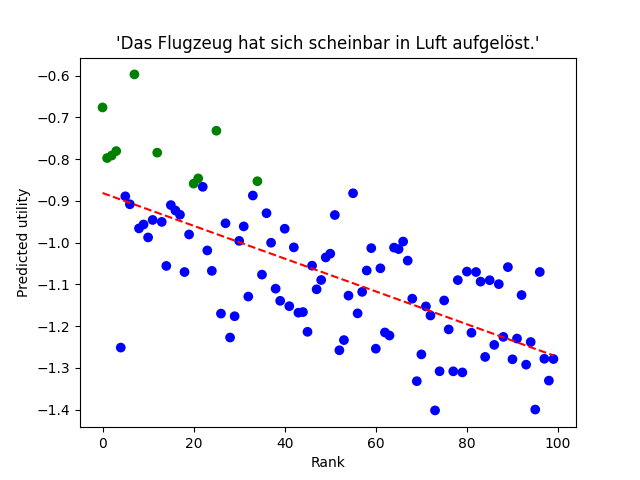 'Das Flugzeug hat sich scheinbar in Luft aufgelöst.'
−0.6
−0.7
−0.8
−0.9
−1.0
−1.1
−1.2
−1.3
−1.4
Predicted utility
0 20 40 60 80 100
Rank